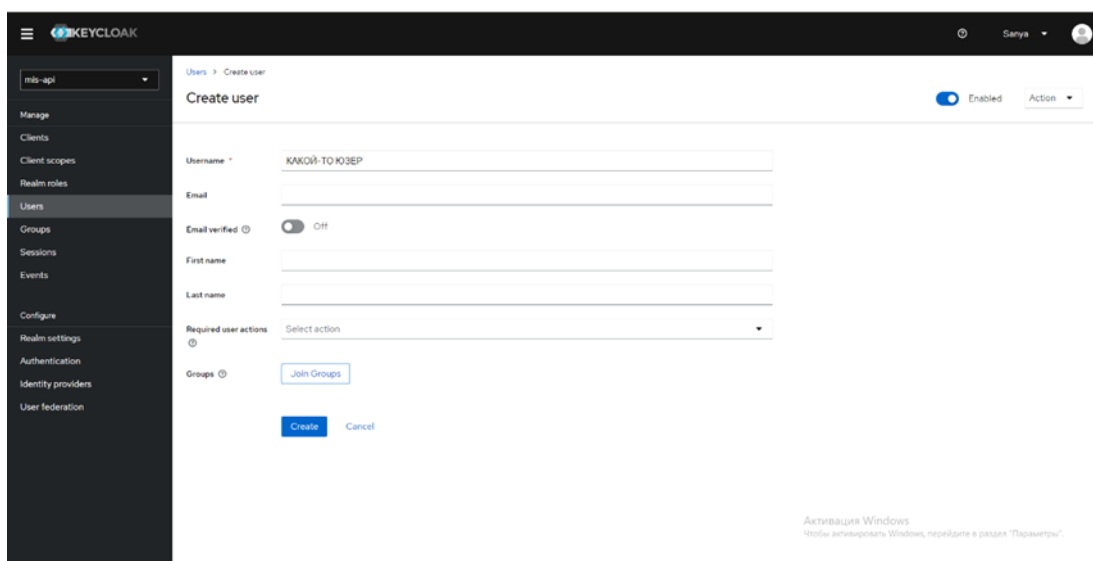 KEYCLOAK
Sanya
mis-api
Users > Create user
Create user
Enabled
Action
Manage
Clients
Client scopes
Realm roles
Users
Groups
Sessions
Events
Configure
Realm settings
Authentication
Identity providers
User federation
Username *
КАКОЙ-ТО ЮЗЕР
Email
Email verified
Off
First name
Last name
Required user actions
Select action
Groups
Join Groups
Create
Cancel
Активация Windows
Чтобы активировать Windows, перейдите в раздел "Параметры".